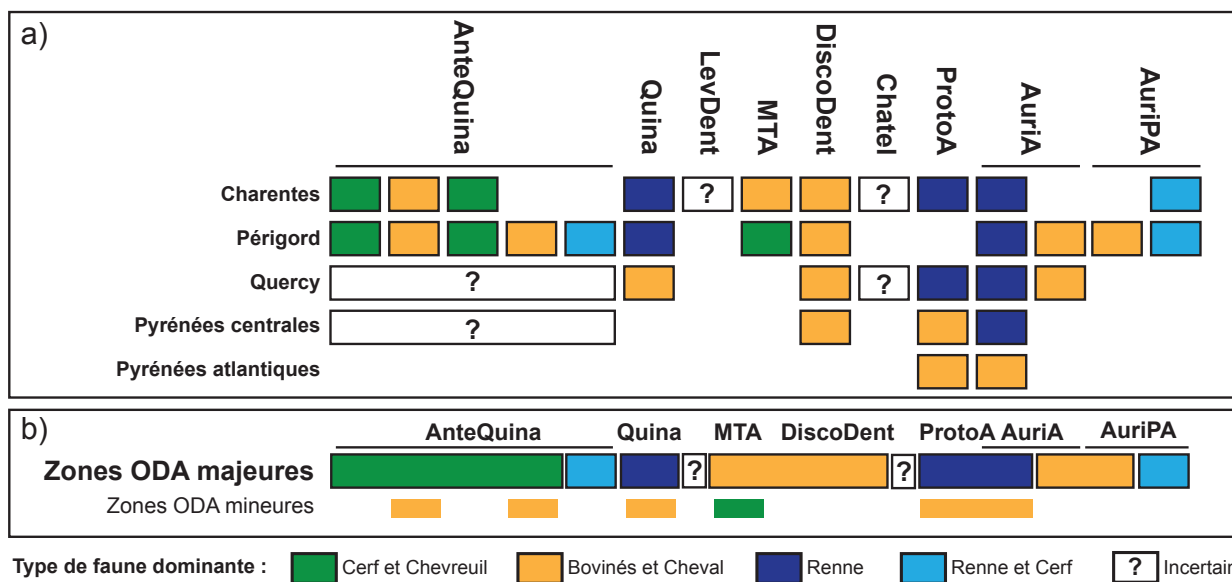 a)
AnteQuina
Quina
LevDent
MTA
DiscoDent
Chatel
ProtoA
AuriA
AuriPA
Charentes ? ?
Périgord
Quercy ? ?
Pyrénées centrales ?
Pyrénées atlantiques
b)
AnteQuina Quina MTA DiscoDent ProtoA AuriA AuriPA
Zones ODA majeures ? ?
Zones ODA mineures
Type de faune dominante : Cerf et Chevreuil Bovinés et Cheval Renne Renne et Cerf ? Incertain